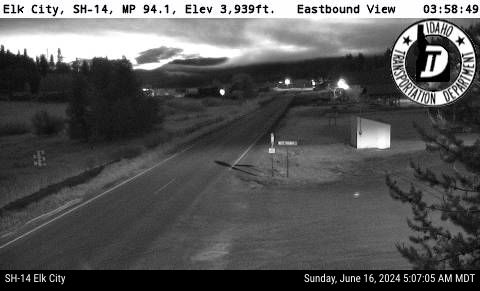 Elk City, SH-14, MP 94.1, Elev 3,939ft. Eastbound View 03:58:49
IDAHO
TRANSPORTATION
DEPARTMENT
SH-14 Elk City Sunday, June 16, 2024 5:07:05 AM MDT